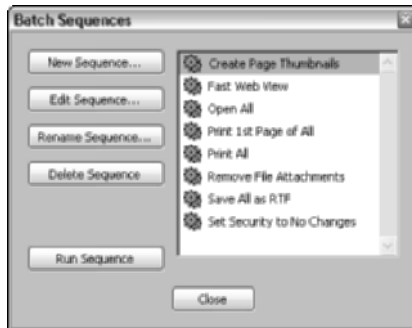 Batch Sequences
New Sequence...
Edit Sequence...
Rename Sequence...
Delete Sequence
Run Sequence
Create Page Thumbnails
Fast Web View
Open All
Print 1st Page of All
Print All
Remove File Attachments
Save All as RTF
Set Security to No Changes
Close